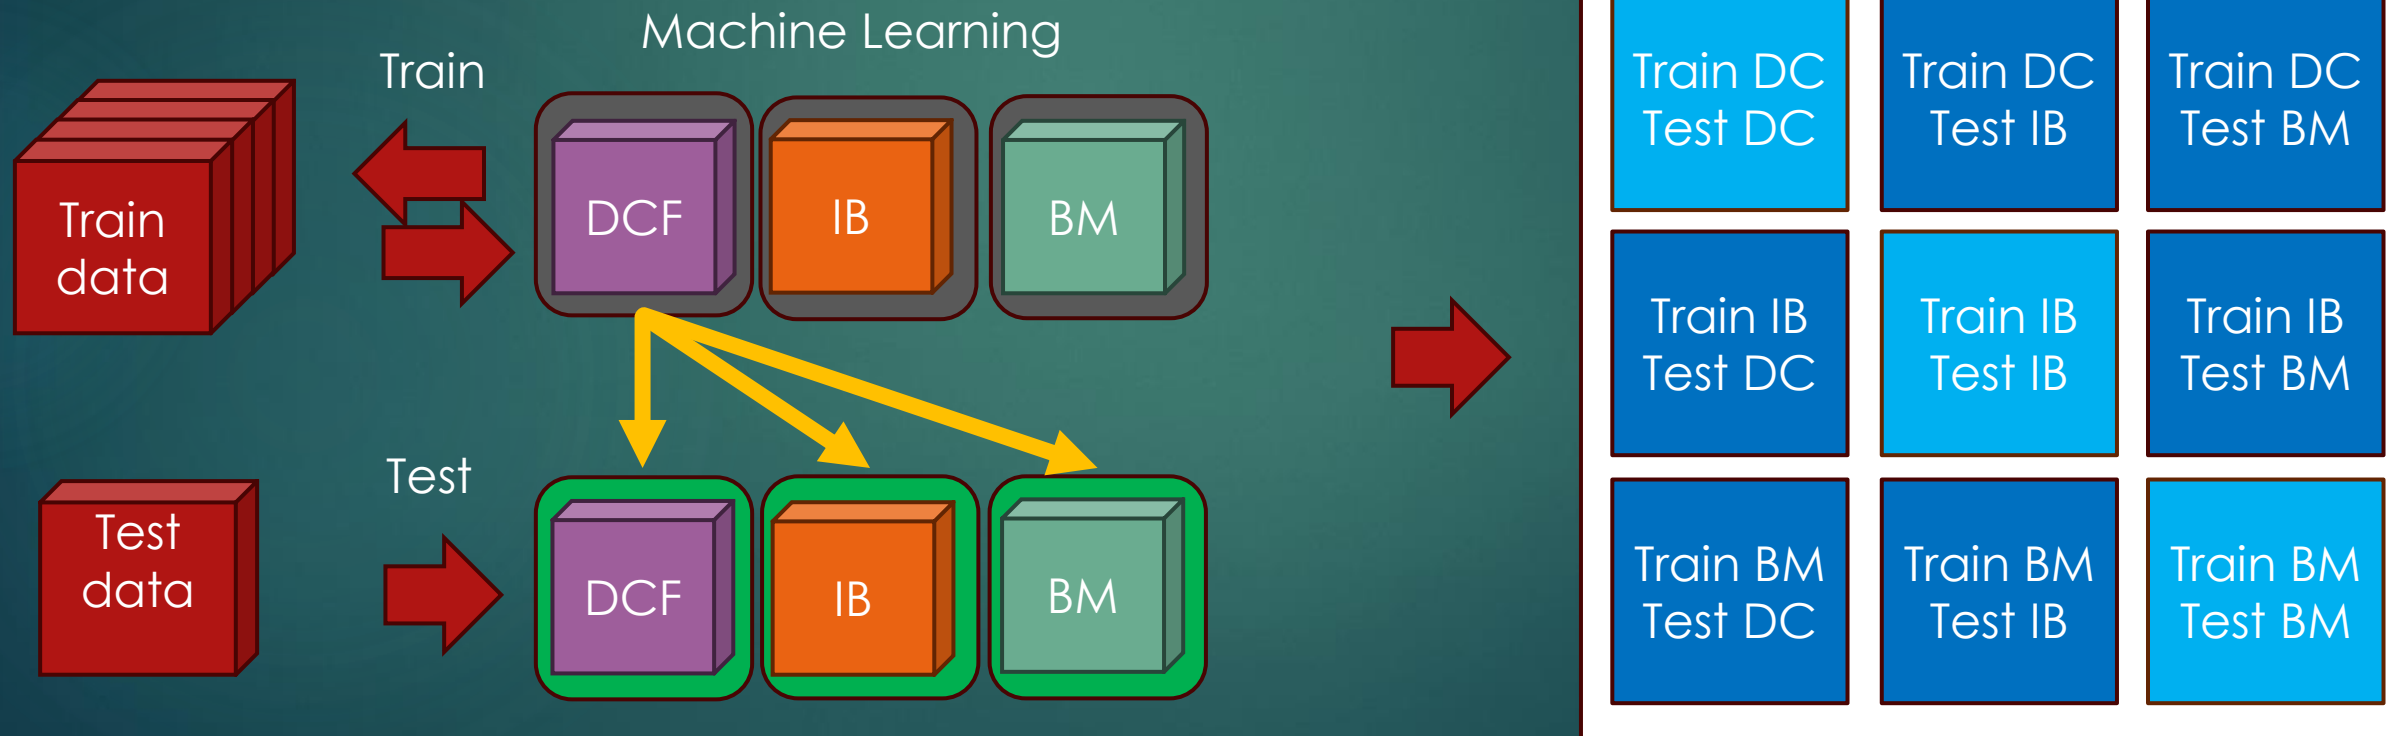 Machine Learning
Train
Train
data
DCF
IB
BM
Test
Test
data
DCF
IB
BM
Train DC
Test DC
Train DC
Test IB
Train DC
Test BM
Train IB
Test DC
Train IB
Test IB
Train IB
Test BM
Train BM
Test DC
Train BM
Test IB
Train BM
Test BM